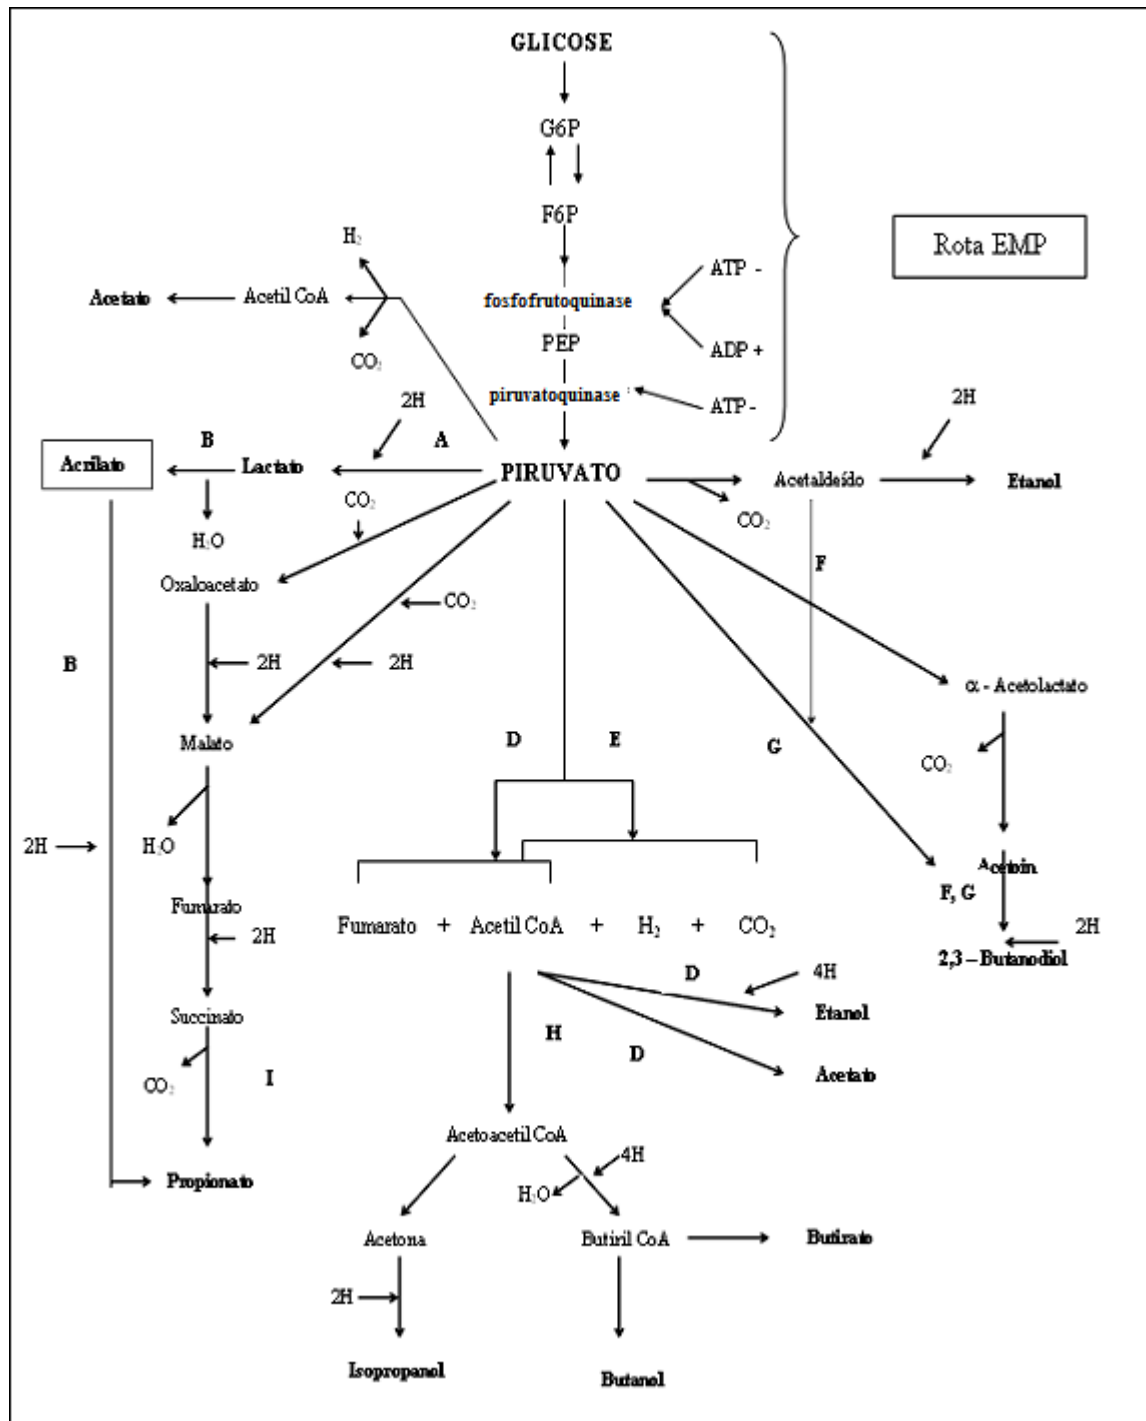 GLICOSE
G6P
F6P
H₂
Rota EMP
ATP -
Acetato
Acetil CoA
fosfofrutoquinase
PEP
ADP +
CO₂
piruvatoquinase
ATP-
2H
2H
B
A
Acrilato
Lactato
PIRUVATO
Acetaldeído
Etanol
CO₂
CO₂
H₂O
F
Oxaloacetato
CO₂
B
2H
2H
α - Acetolactato
Malato
D
E
G
CO₂
2H
H₂O
Acetoin
F, G
Fumarato
Fumarato + Acetil CoA + H₂ + CO₂
2H
2H
2,3 – Butanodiol
D
4H
Succinato
Etanol
H
D
CO₂
I
Acetato
Acetoacetil CoA
4H
Propionato
H₂O
Acetona
Butiril CoA
Butirato
2H
Isopropanol
Butanol